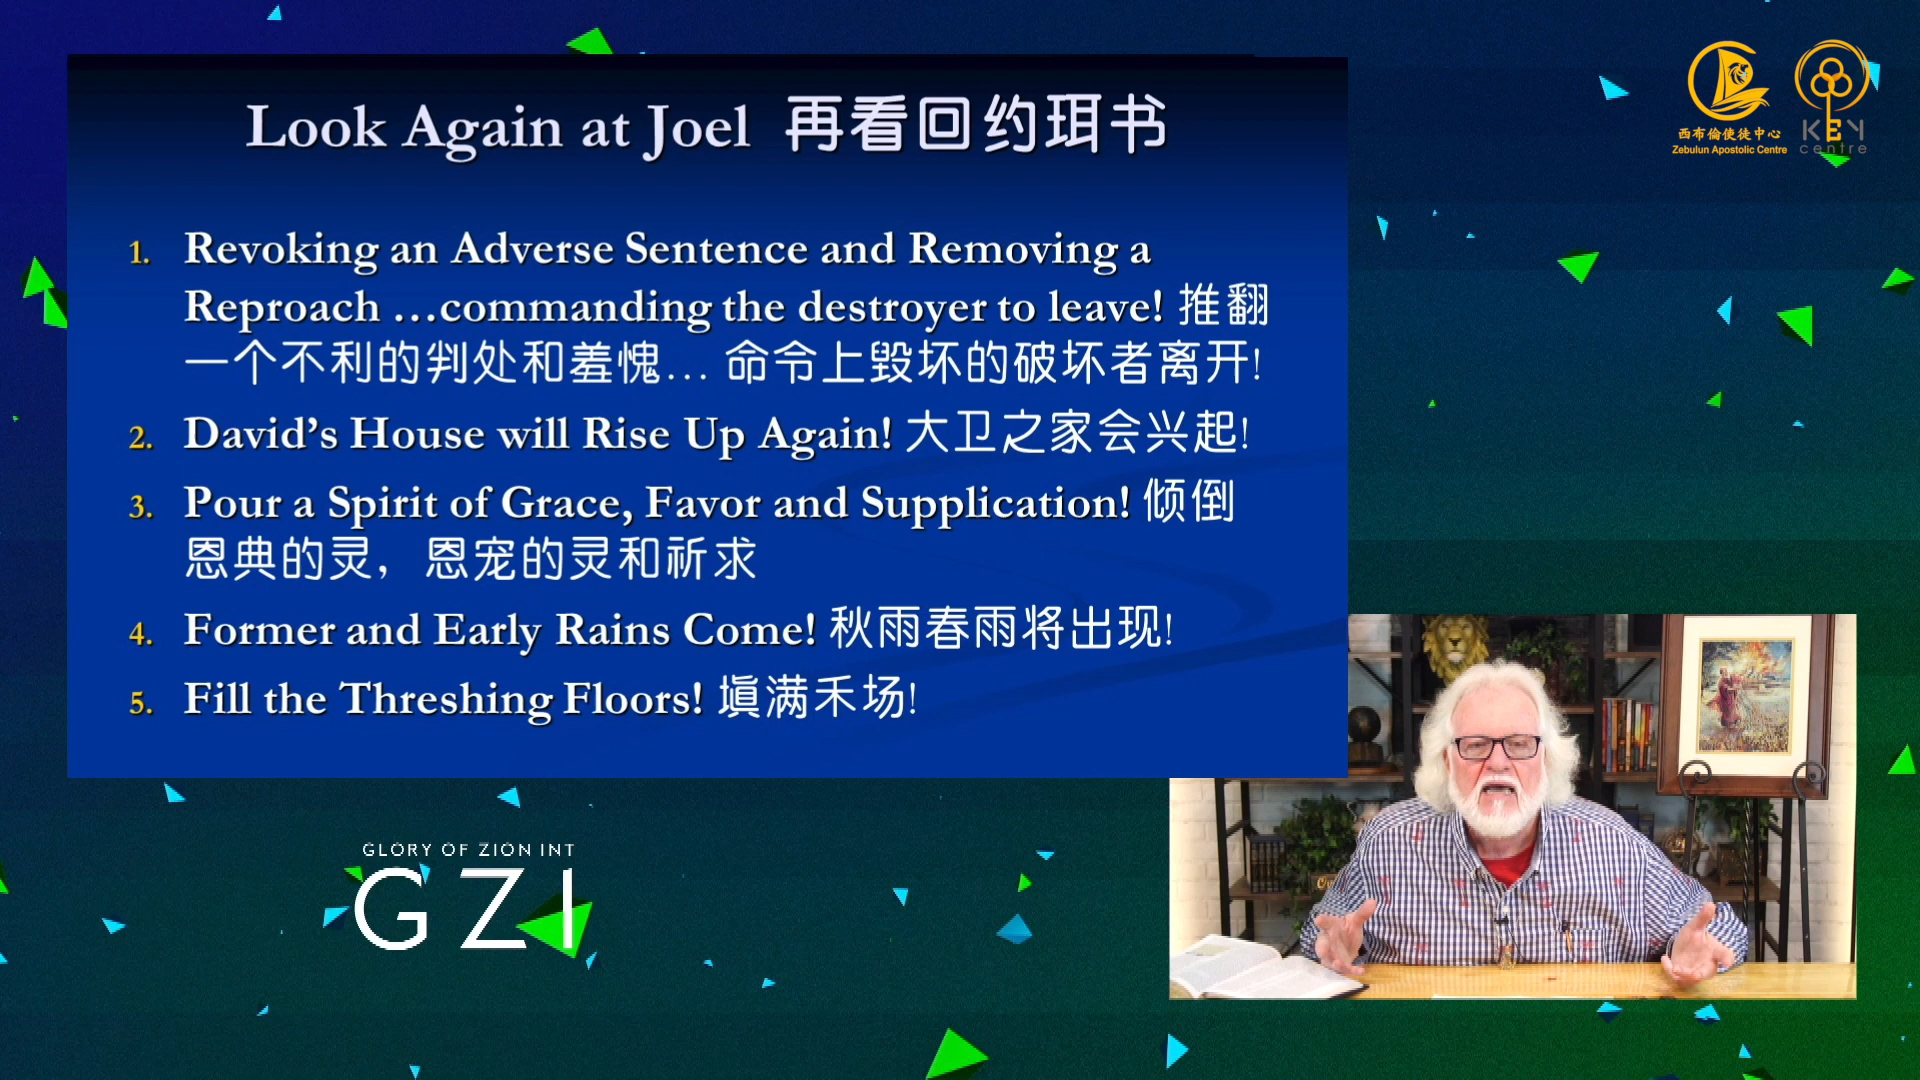 Look Again at Joel 再看回约珥书
1. Revoking an Adverse Sentence and Removing a
Reproach …commanding the destroyer to leave! 推翻
一个不利的判处和羞愧… 命令上毁坏的破坏者离开!
2. David’s House will Rise Up Again! 大卫之家会兴起!
3. Pour a Spirit of Grace, Favor and Supplication! 倾倒
恩典的灵，恩宠的灵和祈求
4. Former and Early Rains Come! 秋雨春雨将出现!
5. Fill the Threshing Floors! 填满禾场!
西布倫使徒中心
Zebulun Apostolic Centre
KEY
centre
GLORY OF ZION INT
GZI